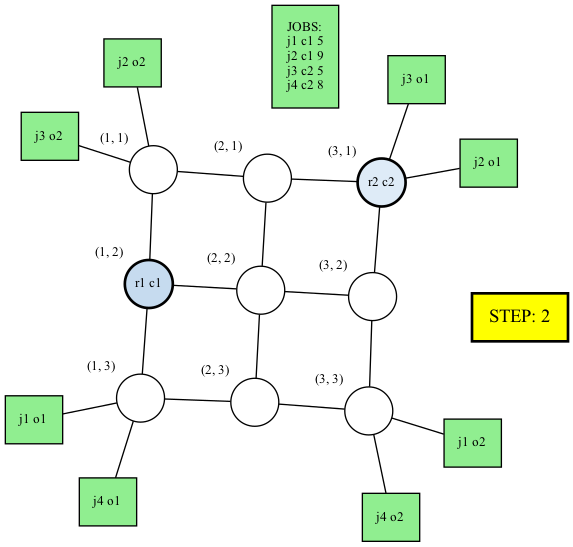 JOBS:
j1 c1 5
j2 c1 9
j3 c2 5
j4 c2 8
j2 o2
j3 o1
j3 o2
(1, 1)
(2, 1)
(3, 1)
j2 o1
r2 c2
(1, 2)
(2, 2)
(3, 2)
r1 c1
STEP: 2
(1, 3)
(2, 3)
(3, 3)
j1 o1
j1 o2
j4 o1
j4 o2